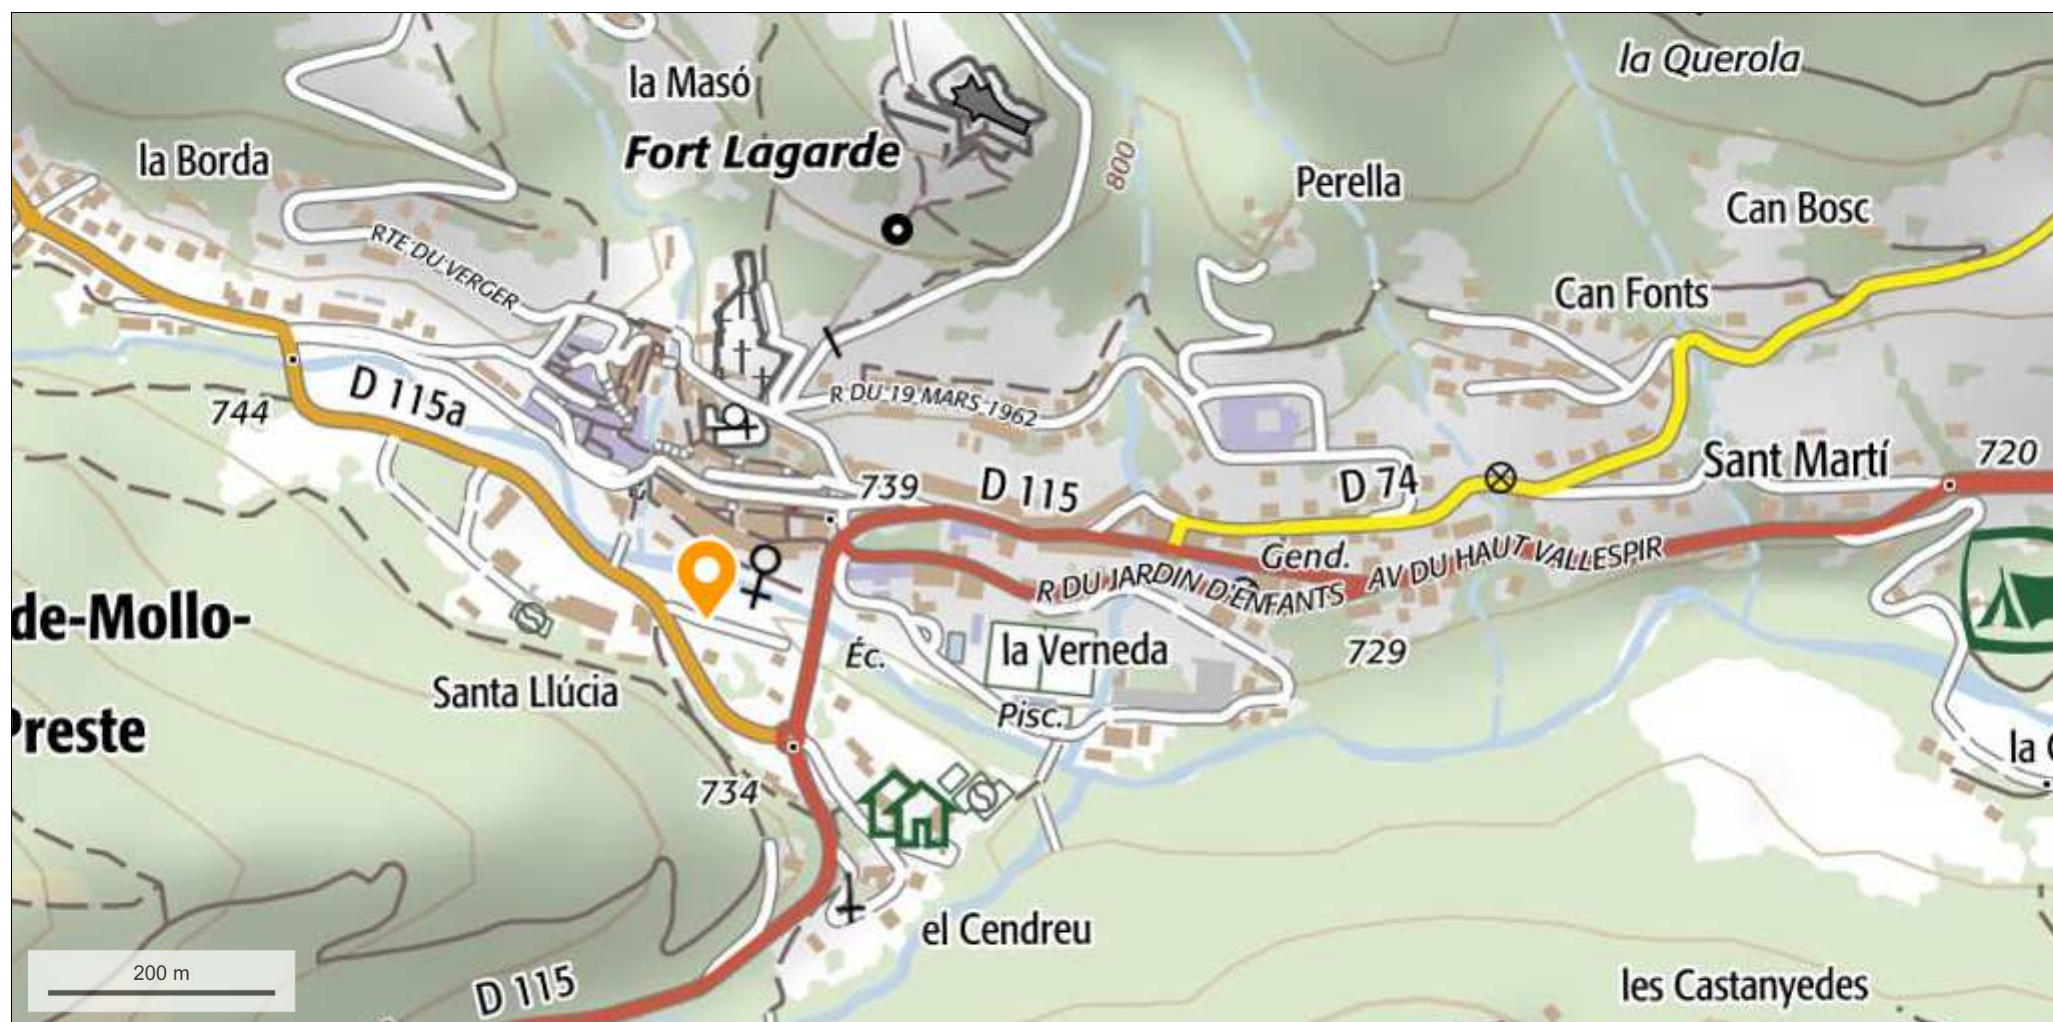 la Querola
la Masó
Fort Lagarde
la Borda
800
Perella
Can Bosc
RTE DU VERGER
Can Fonts
D 115a
744
R DU 19 MARS 1962
739
D 115
D 74
Sant Martí
720
Gend.
AV DU HAUT VALLESPIR
R DU JARDIN D'ENFANTS
de-Mollo-
Éc.
la Verneda
729
Santa Llúcia
Pisc.
Preste
734
el Cendreu
200 m
D 115
les Castanyedes